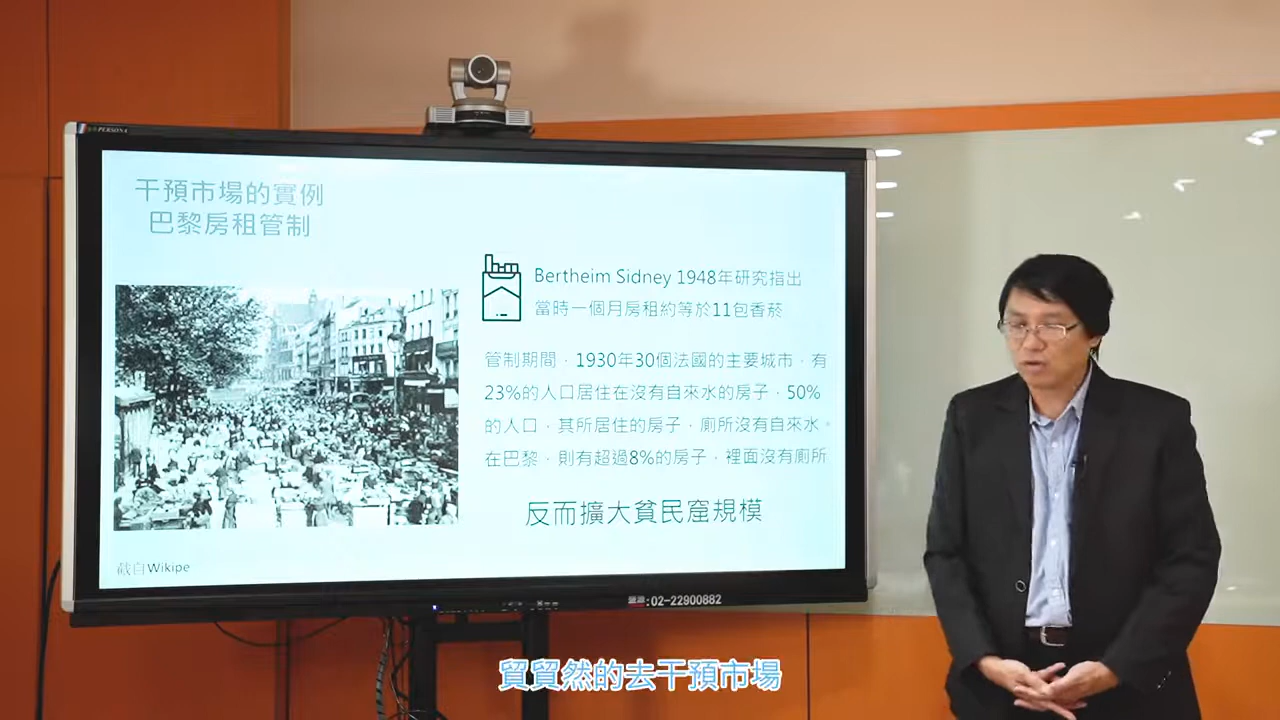 PERSONA
干預市場的實例
巴黎房租管制
Bertheim Sidney 1948年研究指出
當時一個月房租約等於11包香菸
管制期間，1930年30個法國的主要城市，有
23%的人口居住在沒有自來水的房子，50%
的人口，其所居住的房子，廁所沒有自來水。
在巴黎，則有超過8%的房子，裡面沒有廁所
反而擴大貧民窟規模
截自Wikipe
:02-22900882
貿貿然的去干預市場